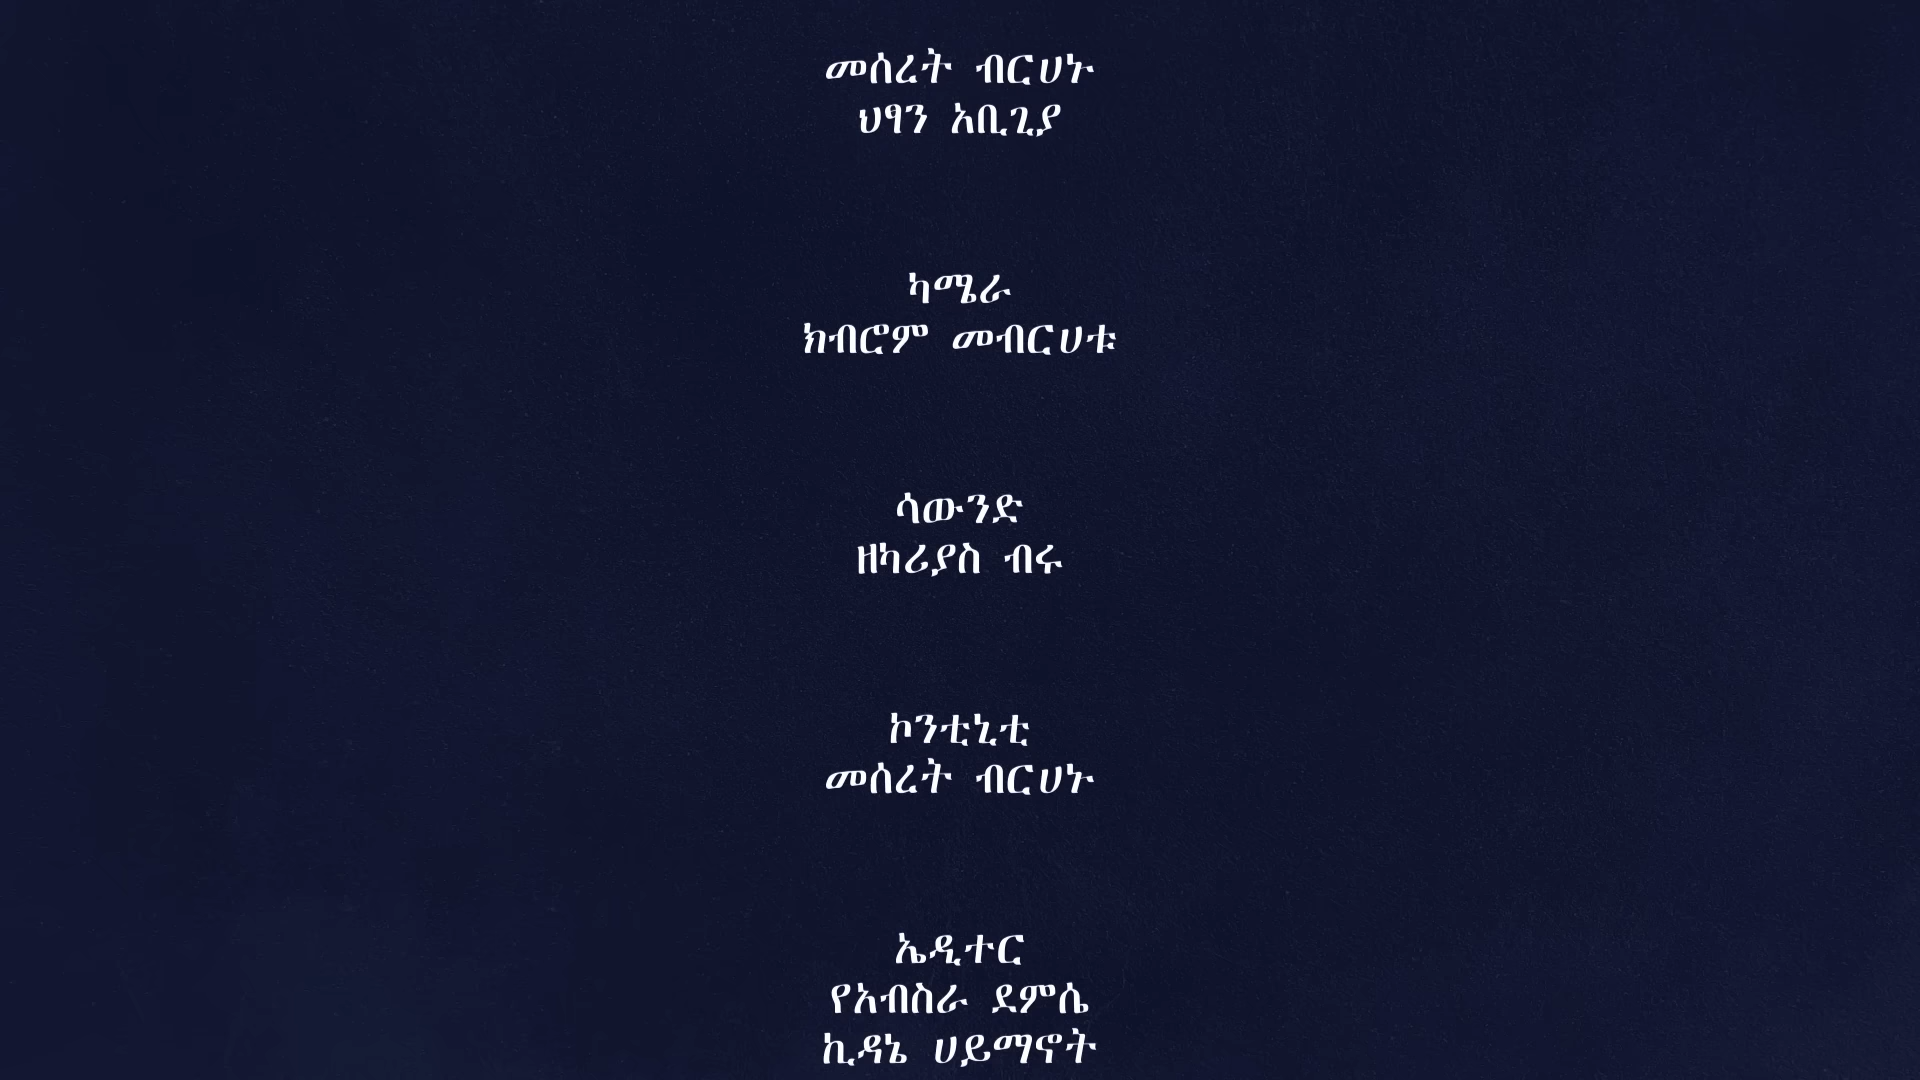 መሰረት ብርሀኑ
ህፃን አቢጊያ
ካሜራ
ክብሮም መብርሀቱ
ሳውንድ
ዘካሪያስ ብሩ
ኮንቲኒቲ
መሰረት ብርሀኑ
ኤዲተር
የአብስራ ደምሴ
ኪዳኔ ሀይማኖት